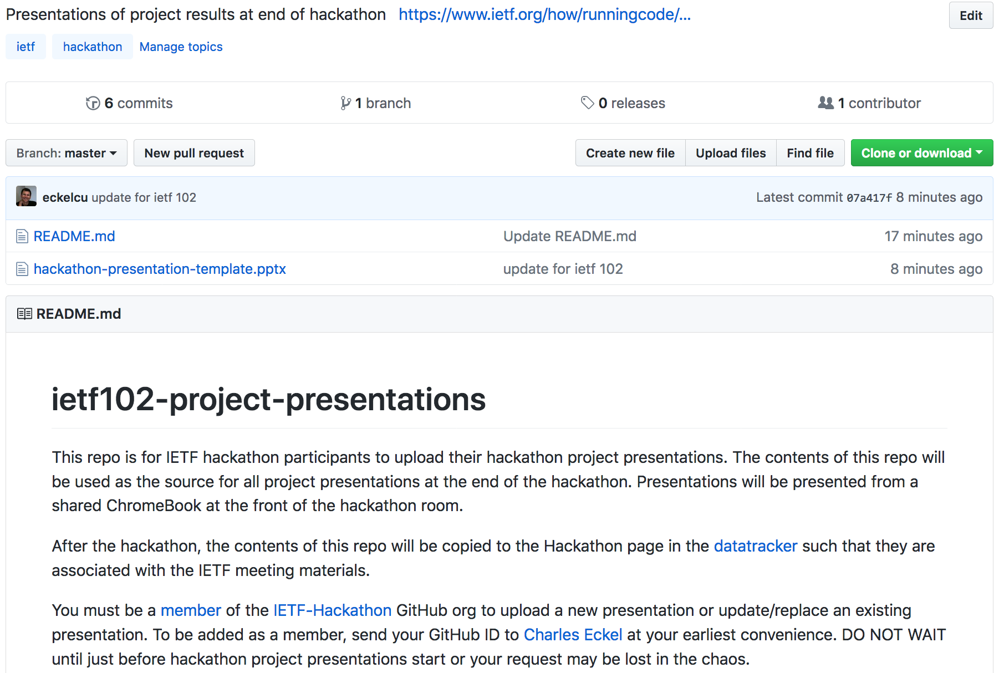 Presentations of project results at end of hackathon https://www.ietf.org/how/runningcode/... Edit
ietf hackathon Manage topics
6 commits 1 branch 0 releases 1 contributor
Branch: master New pull request Create new file Upload files Find file Clone or download
eckelcu update for ietf 102 Latest commit 07a417f 8 minutes ago
README.md Update README.md 17 minutes ago
hackathon-presentation-template.pptx update for ietf 102 8 minutes ago
README.md
ietf102-project-presentations
This repo is for IETF hackathon participants to upload their hackathon project presentations. The contents of this repo will
be used as the source for all project presentations at the end of the hackathon. Presentations will be presented from a
shared ChromeBook at the front of the hackathon room.
After the hackathon, the contents of this repo will be copied to the Hackathon page in the datatracker such that they are
associated with the IETF meeting materials.
You must be a member of the IETF-Hackathon GitHub org to upload a new presentation or update/replace an existing
presentation. To be added as a member, send your GitHub ID to Charles Eckel at your earliest convenience. DO NOT WAIT
until just before hackathon project presentations start or your request may be lost in the chaos.